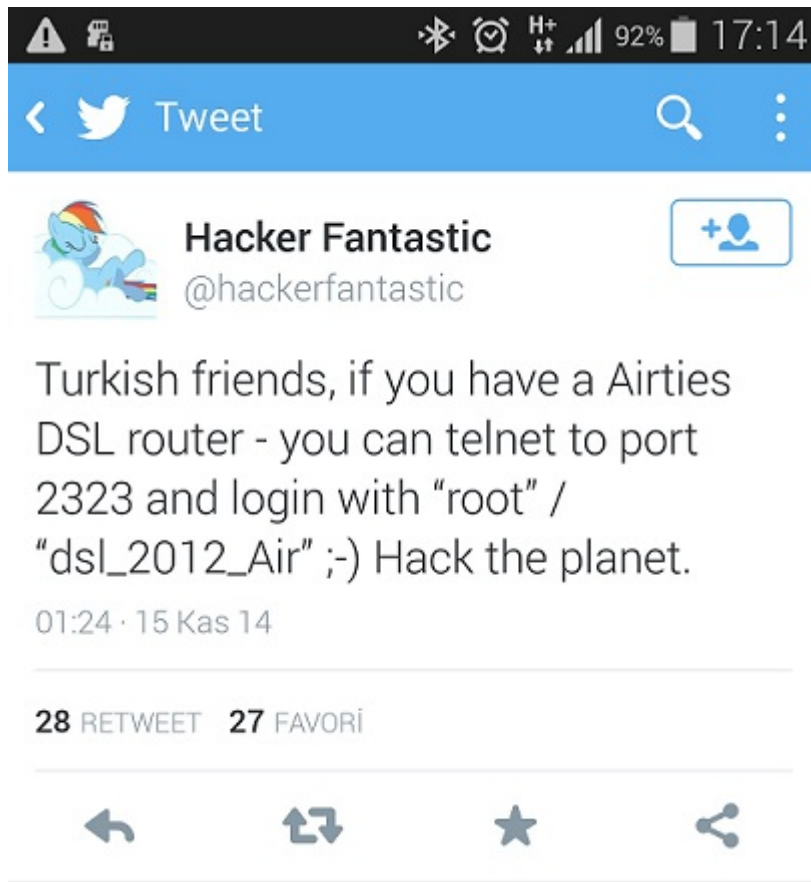 H+ 92% 17:14
Tweet
Hacker Fantastic
@hackerfantastic
Turkish friends, if you have a Airties
DSL router - you can telnet to port
2323 and login with “root” /
“dsl_2012_Air” ;-) Hack the planet.
01:24 · 15 Kas 14
28 RETWEET 27 FAVORİ